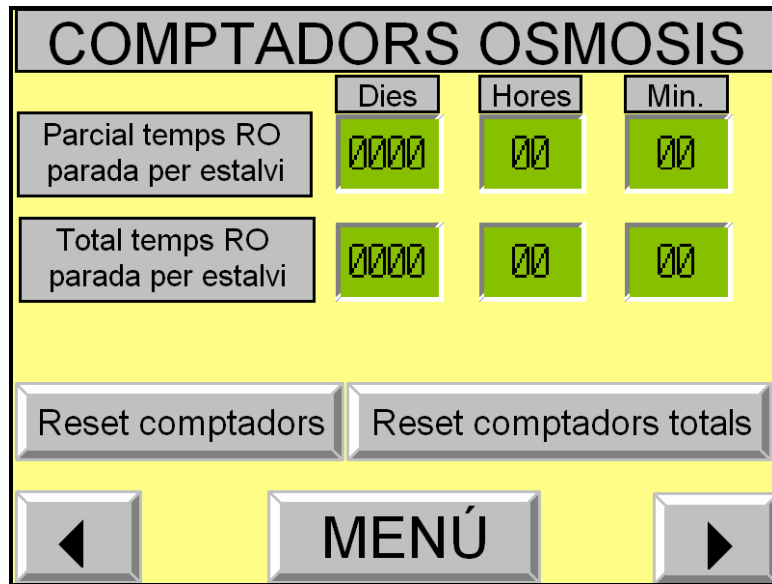 COMPTADORS OSMOSIS
Dies Hores Min.
Parcial temps RO
parada per estalvi
0000 00 00
Total temps RO
parada per estalvi
0000 00 00
Reset comptadors Reset comptadors totals
MENÚ